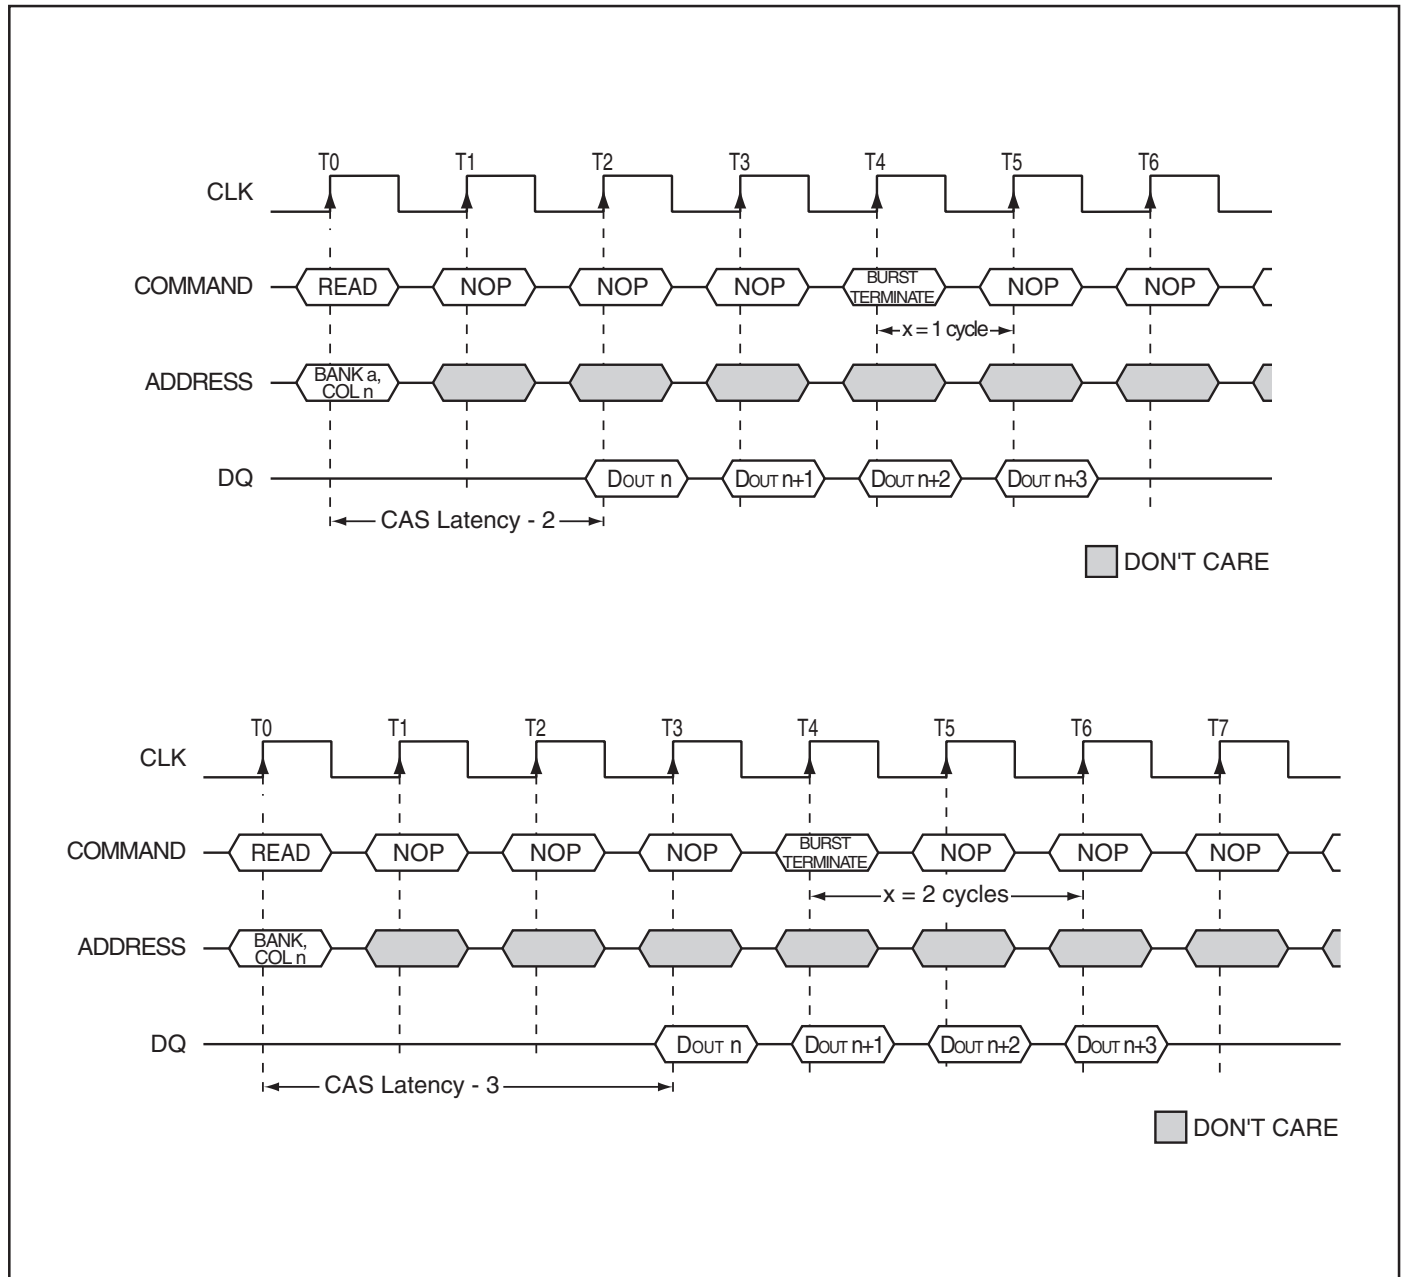 T0 T1 T2 T3 T4 T5 T6
CLK
COMMAND READ NOP NOP NOP BURST TERMINATE NOP NOP
x = 1 cycle
ADDRESS BANK a, COL n
DQ DOUT n DOUT n+1 DOUT n+2 DOUT n+3
CAS Latency - 2
DON'T CARE
T0 T1 T2 T3 T4 T5 T6 T7
CLK
COMMAND READ NOP NOP NOP BURST TERMINATE NOP NOP NOP
x = 2 cycles
ADDRESS BANK, COL n
DQ DOUT n DOUT n+1 DOUT n+2 DOUT n+3
CAS Latency - 3
DON'T CARE